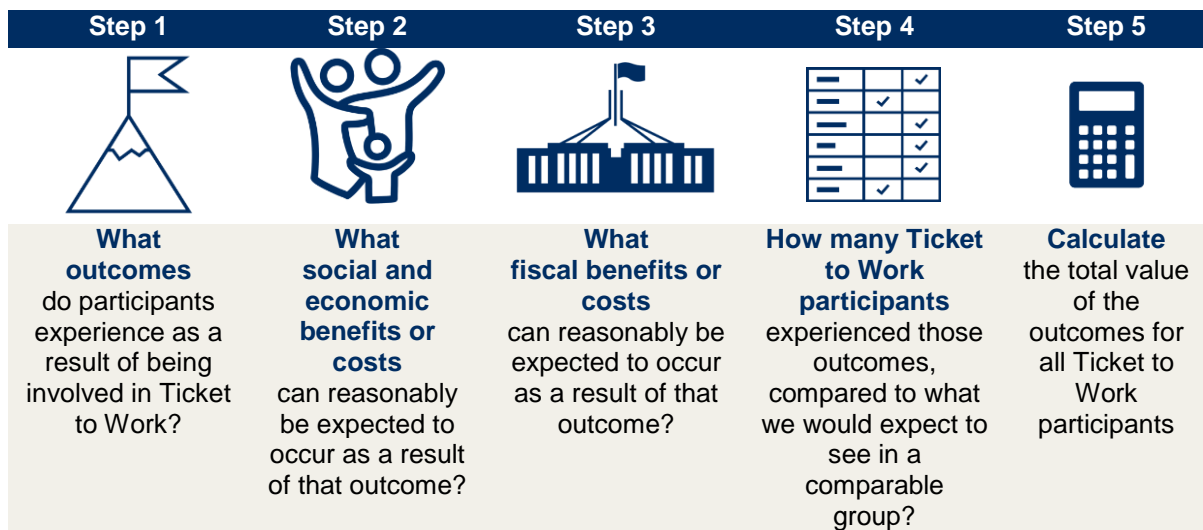 Step 1
Step 2
Step 3
Step 4
Step 5
What
outcomes
do participants
experience as a
result of being
involved in Ticket
to Work?
What
social and
economic
benefits or
costs
can reasonably
be expected to
occur as a result
of that outcome?
What
fiscal benefits or
costs
can reasonably be
expected to occur
as a result of that
outcome?
How many Ticket
to Work
participants
experienced those
outcomes,
compared to what
we would expect to
see in a
comparable
group?
Calculate
the total value
of the
outcomes for
all Ticket to
Work
participants